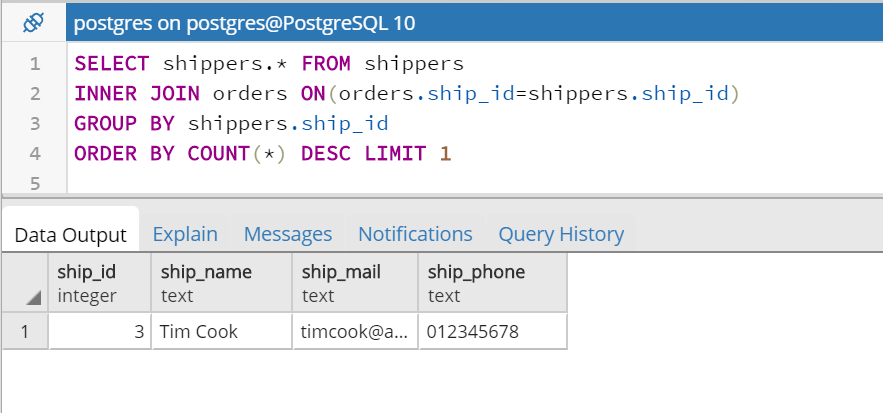 postgres on postgres@PostgreSQL 10
1 SELECT shippers.* FROM shippers
2 INNER JOIN orders ON(orders.ship_id=shippers.ship_id)
3 GROUP BY shippers.ship_id
4 ORDER BY COUNT(*) DESC LIMIT 1
5
Data Output Explain Messages Notifications Query History
ship_id ship_name ship_mail ship_phone
integer text text text
1 3 Tim Cook timcook@a... 012345678